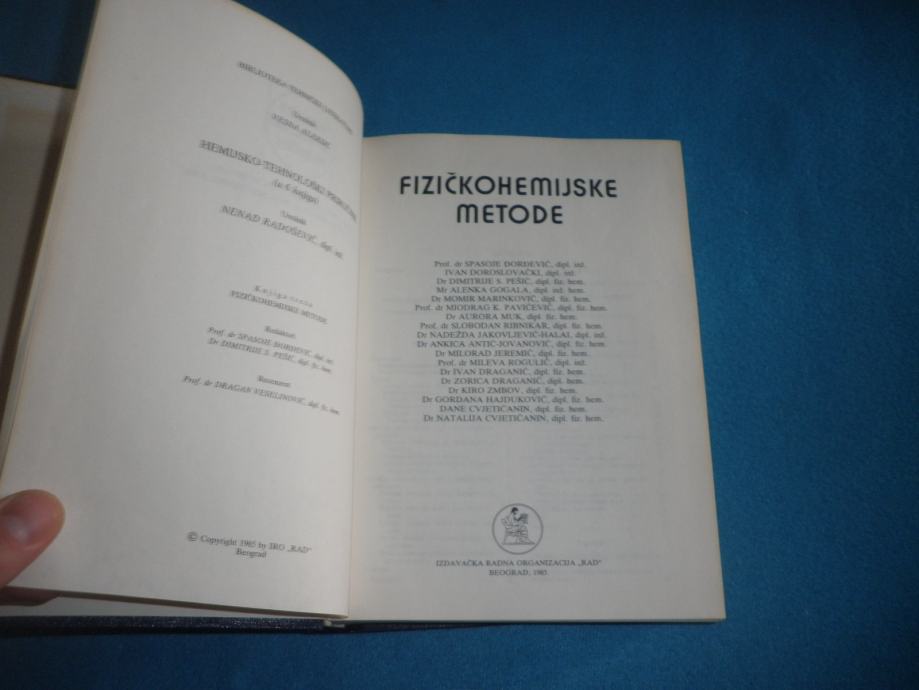 BIBLIOTEKA TEHNIČKE LITERATURE
Urednik
HEMIJSKO-TEHNOLOŠKI PRIRUČNIK
(u 6 knjiga)
Urednik
NENAD RADOŠEVIĆ, dipl. inž.
Knjiga treća
FIZIČKOHEMIJSKE METODE
Redaktori
Prof. dr SPASOJE ĐORĐEVIĆ, dipl. inž.
Dr DIMITRIJE S. PEŠIĆ, dipl. fiz. hem.
Recenzent
Prof. dr DRAGAN VESELINOVIĆ, dipl. fiz. hem.
© Copyright 1985 by IRO „RAD"
Beograd
FIZIČKOHEMIJSKE
METODE
Prof. dr SPASOJE ĐORĐEVIĆ, dipl. inž.
IVAN DOROSLOVAČKI, dipl. inž.
Dr DIMITRIJE S. PEŠIĆ, dipl. fiz. hem.
Mr ALENKA GOGALA, dipl. inž.
Dr MOMIR MARINKOVIĆ, dipl. fiz. hem.
Prof. dr MIODRAG K. PAVIĆEVIĆ, dipl. fiz. hem.
Dr AURORA MUK, dipl. fiz. hem.
Prof. dr SLOBODAN RIBNIKAR, dipl. fiz. hem.
Dr NADEŽDA JAKOVLJEVIĆ-HALAI, dipl. inž.
Dr ANKICA ANTIĆ-JOVANOVIĆ, dipl. fiz. hem.
Dr MILORAD JEREMIĆ, dipl. fiz. hem.
Prof. dr MILEVA ROGULIĆ, dipl. inž.
Dr IVAN DRAGANIĆ, dipl. fiz. hem.
Dr ZORICA DRAGANIĆ, dipl. fiz. hem.
Dr KIRO ZMBOV, dipl. fiz. hem.
Dr GORDANA HAJDUKOVIĆ, dipl. fiz. hem.
DANE CVJETIĆANIN, dipl. fiz. hem.
Dr NATALIJA CVJETIĆANIN, dipl. fiz. hem.
IZDAVAČKA RADNA ORGANIZACIJA „RAD"
BEOGRAD, 1985.